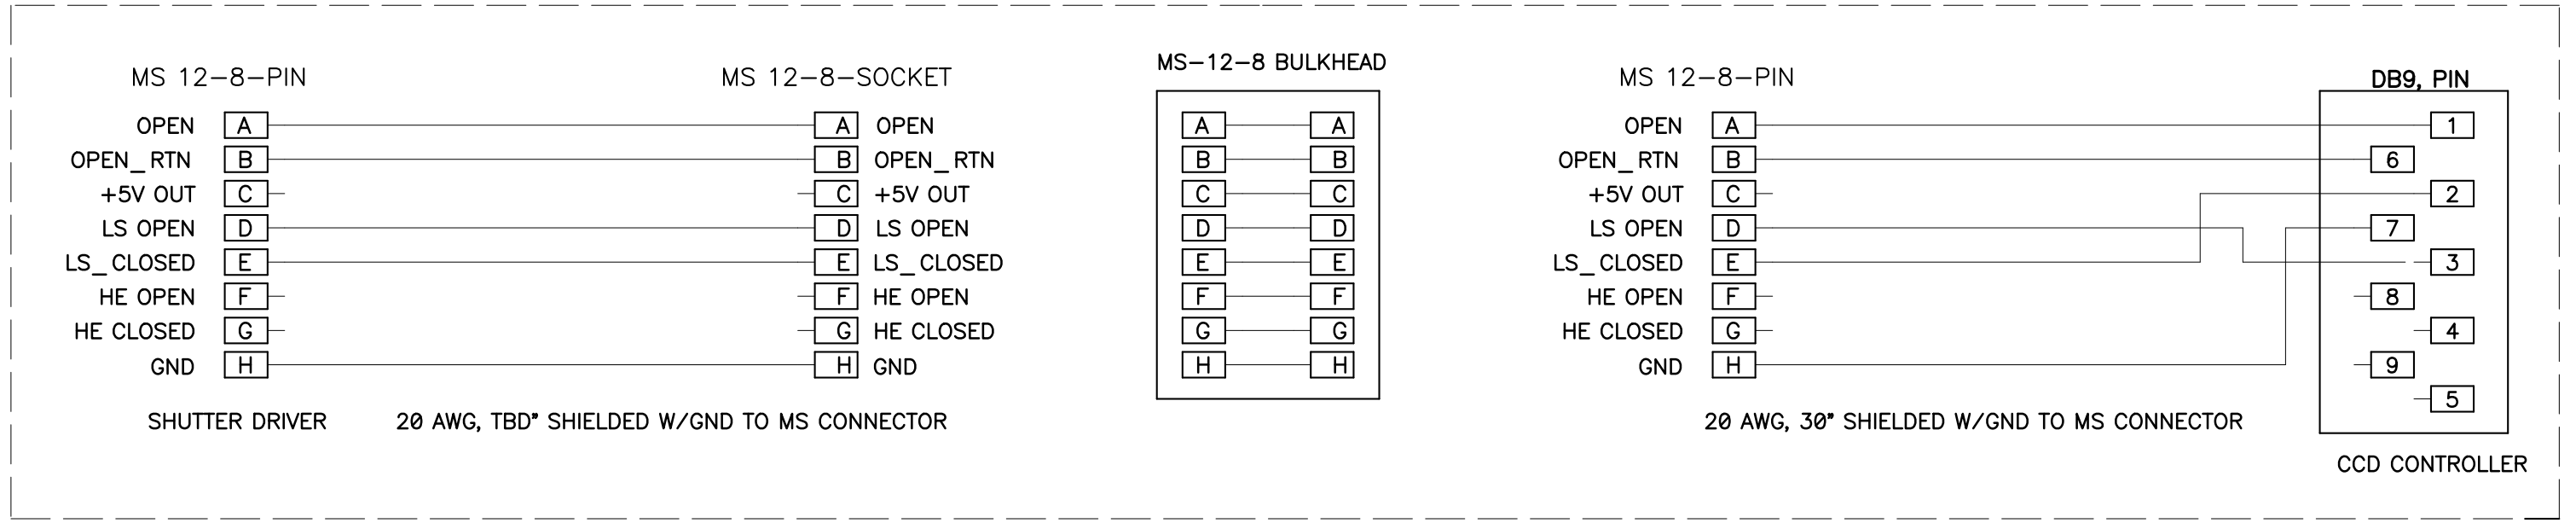 MS 12-8-PIN MS 12-8-SOCKET MS-12-8 BULKHEAD MS 12-8-PIN DB9, PIN
OPEN A A OPEN A A OPEN A 1
OPEN_RTN B B OPEN_RTN B B OPEN_RTN B 6
+5V OUT C C +5V OUT C C +5V OUT C 2
LS OPEN D D LS OPEN D D LS OPEN D 7
LS_CLOSED E E LS_CLOSED E E LS_CLOSED E 3
HE OPEN F F HE OPEN F F HE OPEN F 8
HE CLOSED G G HE CLOSED G G HE CLOSED G 4
GND H H GND H H GND H 9
5
SHUTTER DRIVER 20 AWG, TBD" SHIELDED W/GND TO MS CONNECTOR 20 AWG, 30" SHIELDED W/GND TO MS CONNECTOR
CCD CONTROLLER